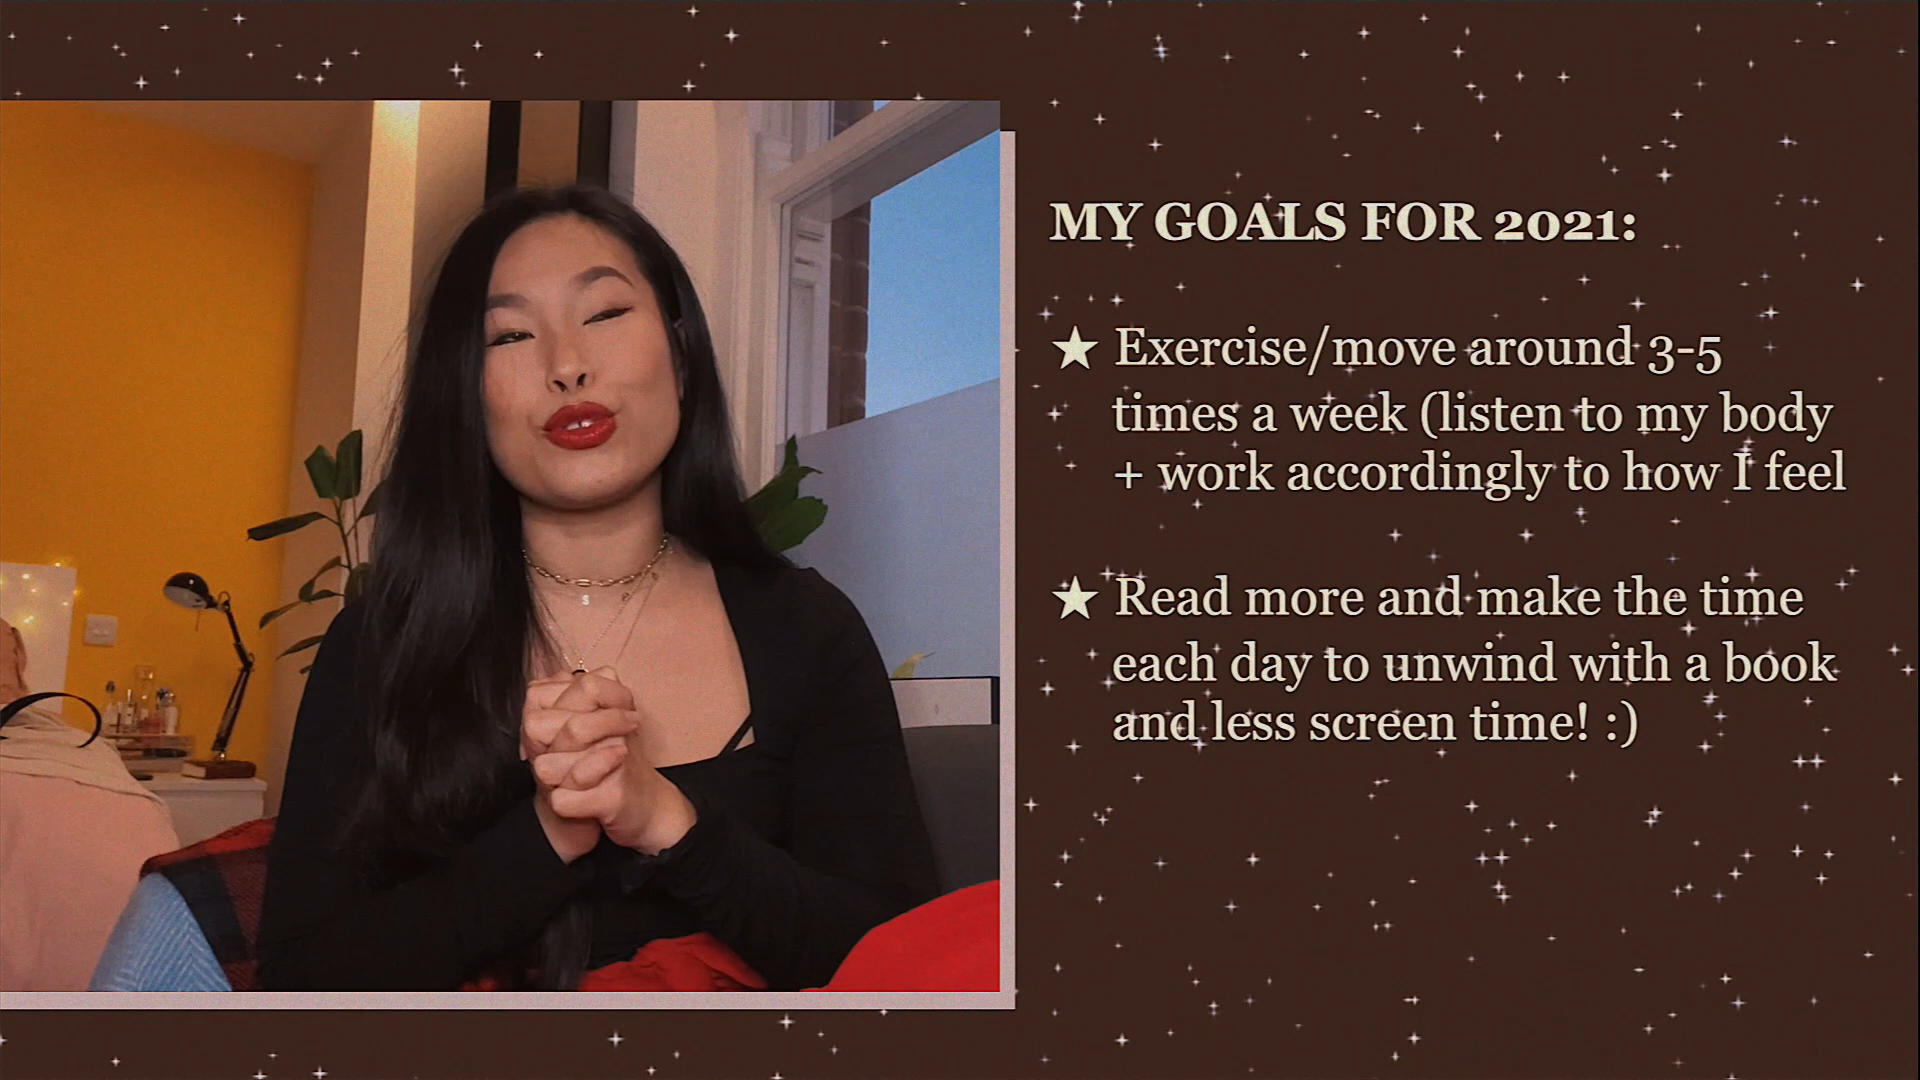 MY GOALS FOR 2021:
★ Exercise/move around 3-5
times a week (listen to my body
+ work accordingly to how I feel
★ Read more and make the time
each day to unwind with a book
and less screen time! :)
S